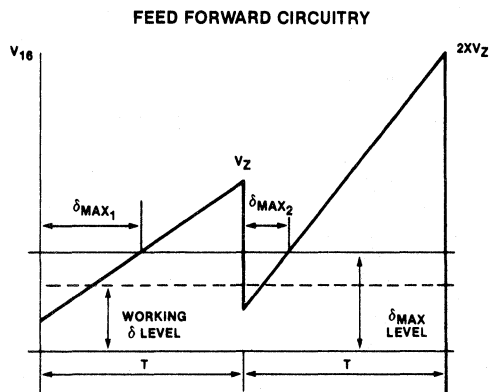 FEED FORWARD CIRCUITRY
V16
2XVZ
VZ
δMAX1
δMAX2
WORKING
δ LEVEL
δMAX
LEVEL
T
T